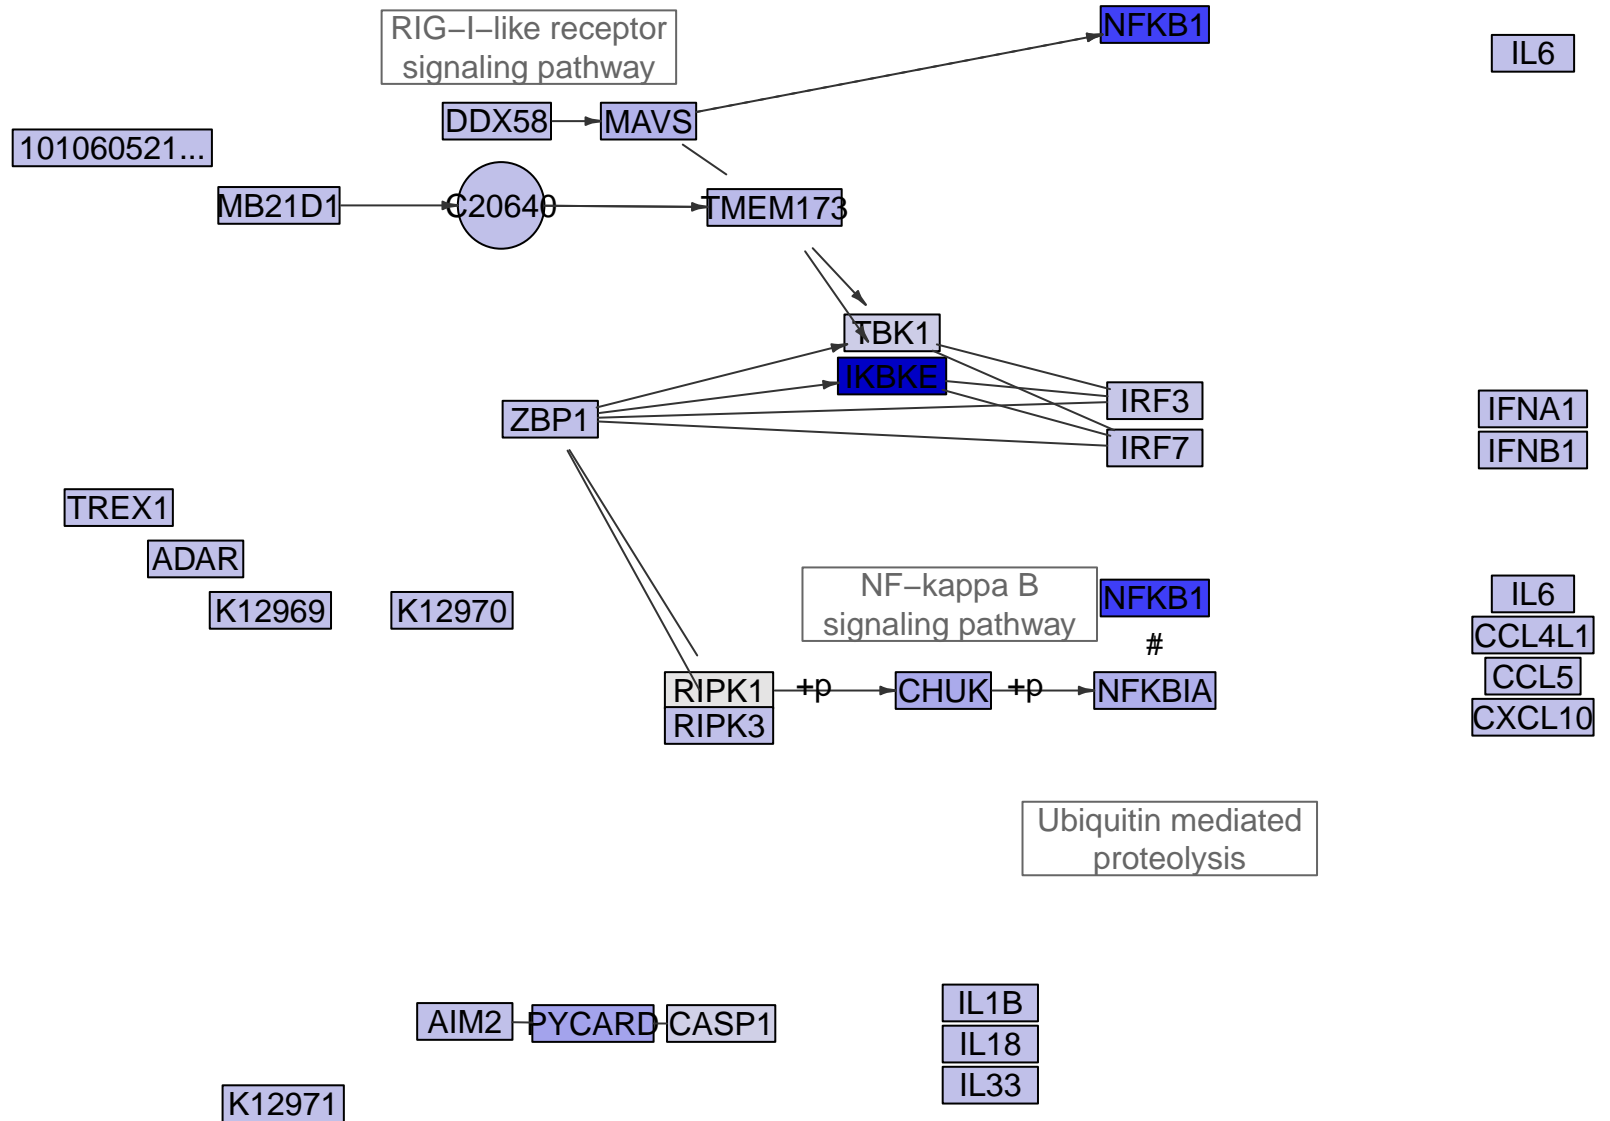 RIG−I−like receptor
signaling pathway
NFKB1
IL6
DDX58
MAVS
101060521...
MB21D1
C20640
TMEM173
TBK1
IKBKE
ZBP1
IRF3
IRF7
IFNA1
IFNB1
TREX1
ADAR
K12969
K12970
NF−kappa B
signaling pathway
NFKB1
#
IL6
CCL4L1
CCL5
CXCL10
RIPK1
+p
CHUK
+p
NFKBIA
RIPK3
Ubiquitin mediated
proteolysis
AIM2
PYCARD
CASP1
IL1B
IL18
IL33
K12971